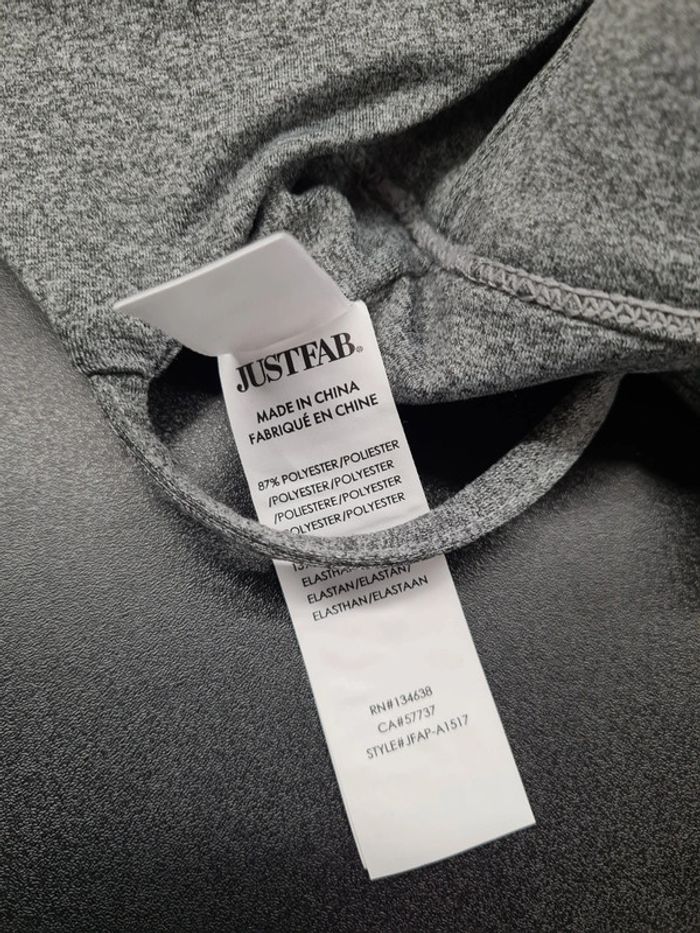 JUSTFAB®
MADE IN CHINA
FABRIQUÉ EN CHINE
87% POLYESTER/POLIESTER
/POLYESTER/POLYESTER
/POLIESTERE/POLYESTER
OLYESTER/POLYESTER
ELASTAN/ELASTAN/
ELASTHAN/ELASTAAN
RN#134638
CA#57737
STYLE#JFAP-A1517